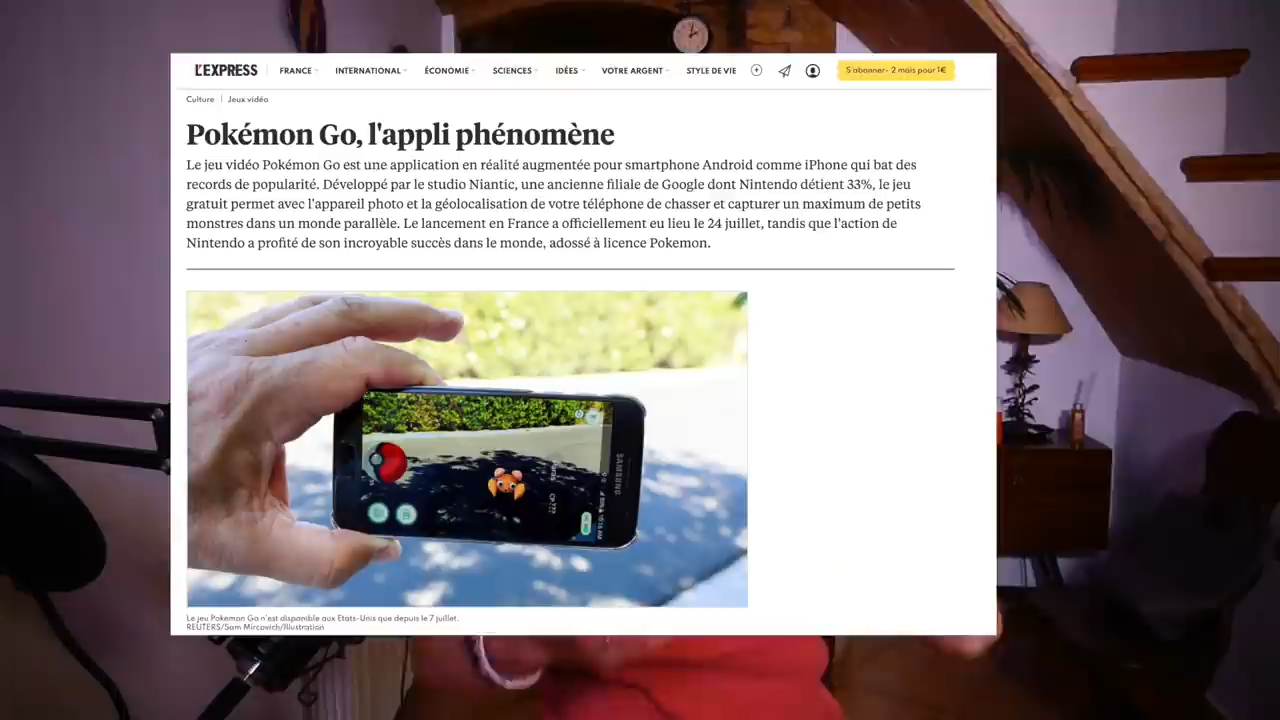 L'EXPRESS FRANCE INTERNATIONAL ÉCONOMIE SCIENCES IDÉES VOTRE ARGENT STYLE DE VIE S'abonner- 2 mais pour 1€
Culture | Jeux vidéo
Pokémon Go, l'appli phénomène
Le jeu vidéo Pokémon Go est une application en réalité augmentée pour smartphone Android comme iPhone qui bat des
records de popularité. Développé par le studio Niantic, une ancienne filiale de Google dont Nintendo détient 33%, le jeu
gratuit permet avec l'appareil photo et la géolocalisation de votre téléphone de chasser et capturer un maximum de petits
monstres dans un monde parallèle. Le lancement en France a officiellement eu lieu le 24 juillet, tandis que l'action de
Nintendo a profité de son incroyable succès dans le monde, adossé à licence Pokemon.
SAMSUNG
Le jeu Pokemon Go n'est disponible aux Etats-Unis que depuis le 7 juillet.
REUTERS/Sam Mircovich/Illustration